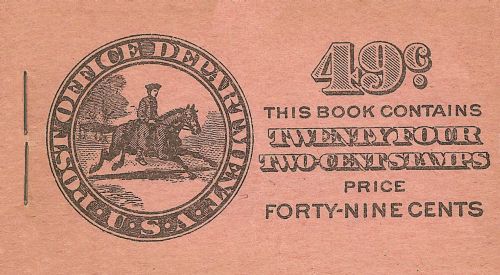 POST OFFICE DEPARTMENT.
U.S.
49¢
THIS BOOK CONTAINS
TWENTY FOUR
TWO-CENT STAMPS
PRICE
FORTY-NINE CENTS